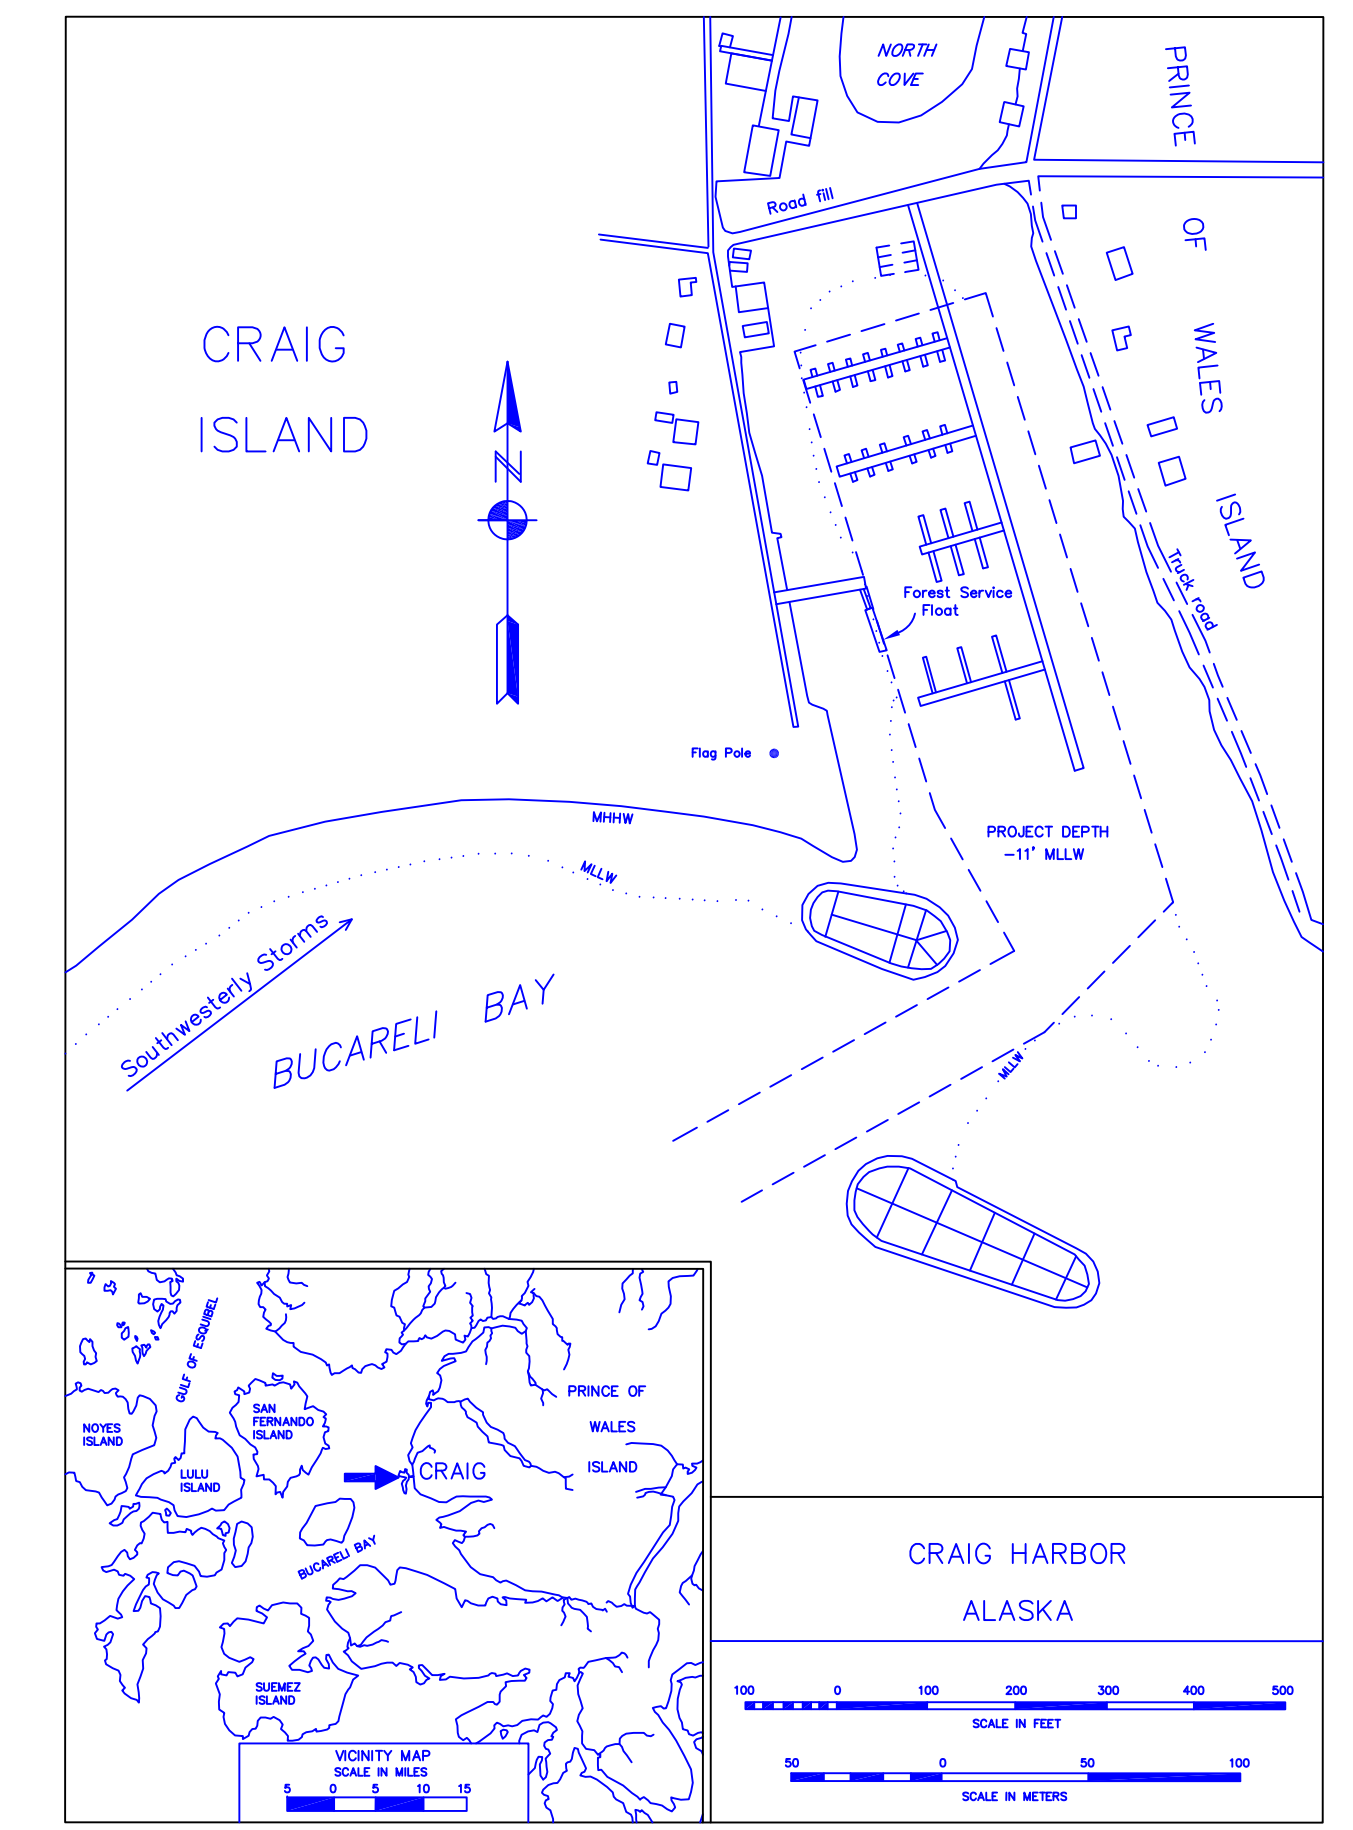 NORTH
COVE
PRINCE
OF
WALES
ISLAND
Road fill
CRAIG
ISLAND
N
Truck road
Forest Service
Float
Flag Pole
MHHW
MLLW
PROJECT DEPTH
-11' MLLW
Southwesterly Storms
BUCARELI BAY
MLLW
GULF OF ESQUIBEL
NOYES
ISLAND
SAN
FERNANDO
ISLAND
LULU
ISLAND
CRAIG
PRINCE OF
WALES
ISLAND
BUCARELI BAY
SUEMEZ
ISLAND
VICINITY MAP
SCALE IN MILES
5 0 5 10 15
CRAIG HARBOR
ALASKA
100 0 100 200 300 400 500
SCALE IN FEET
50 0 50 100
SCALE IN METERS